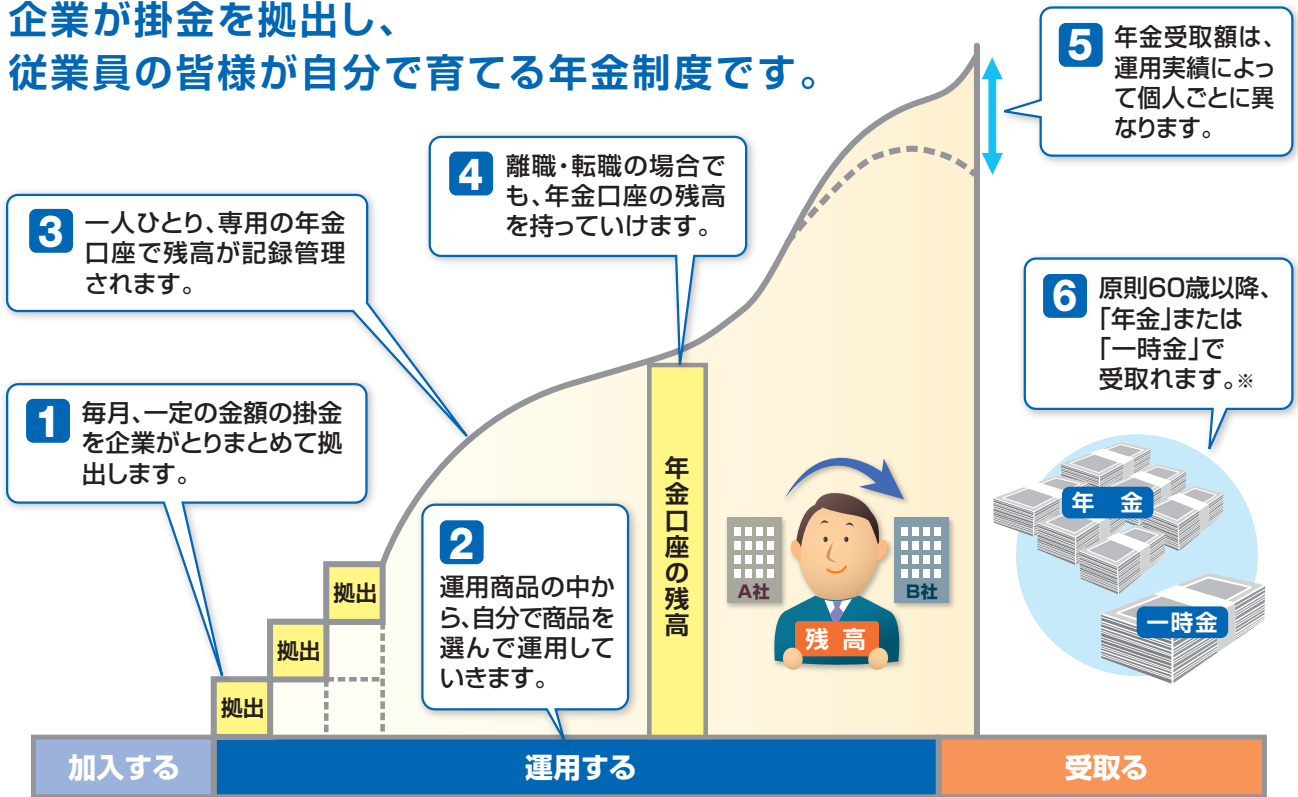 企業が掛金を拠出し、
従業員の皆様が自分で育てる年金制度です。
5
年金受取額は、
運用実績によっ
て個人ごとに異
なります。
4
離職・転職の場合で
も、年金口座の残高
を持っていけます。
3
一人ひとり、専用の年金
口座で残高が記録管理
されます。
6
原則60歳以降、
「年金」または
「一時金」で
受取れます。※
1
毎月、一定の金額の掛金
を企業がとりまとめて拠
出します。
年金口座の残高
年 金
2
運用商品の中か
ら、自分で商品を
選んで運用して
いきます。
A社
B社
残 高
一時金
拠出
拠出
拠出
加入する
運用する
受取る